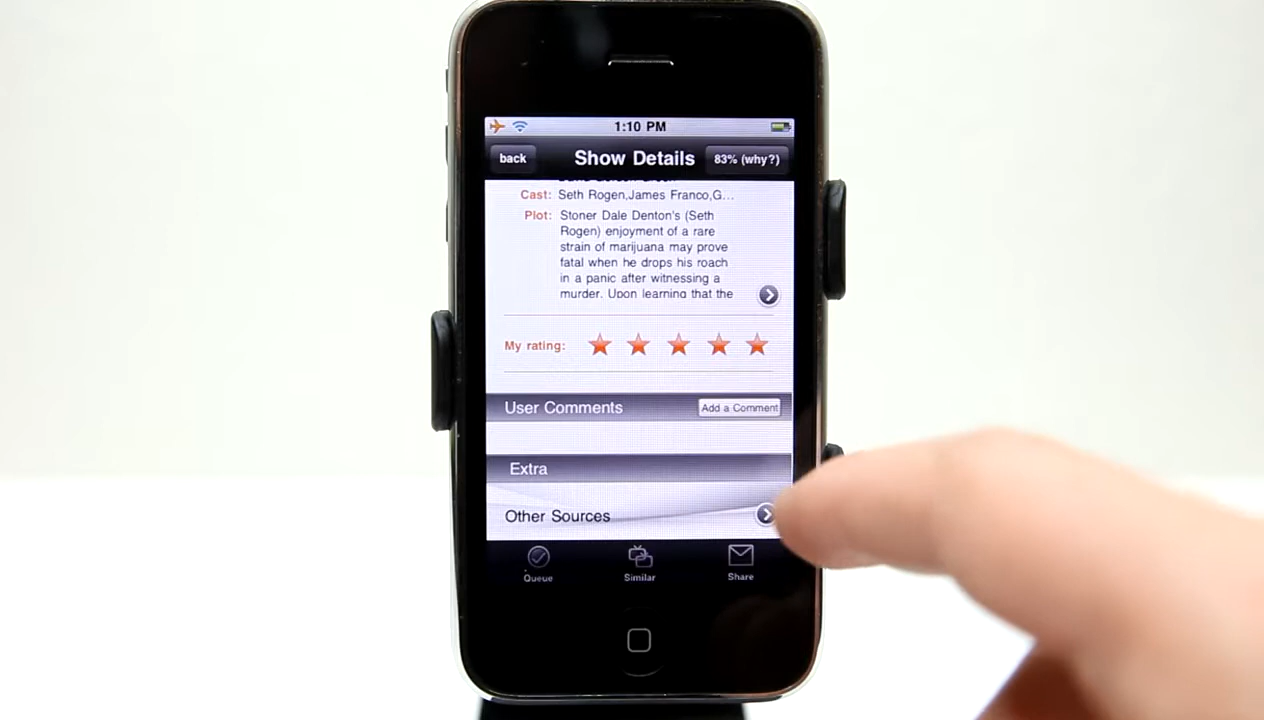 1:10 PM
back
Show Details
83% (why?)
Cast: Seth Rogen,James Franco,G...
Plot: Stoner Dale Denton's (Seth
Rogen) enjoyment of a rare
strain of marijuana may prove
fatal when he drops his roach
in a panic after witnessing a
murder. Upon learning that the
My rating:
User Comments
Add a Comment
Extra
Other Sources
Queue
Similar
Share